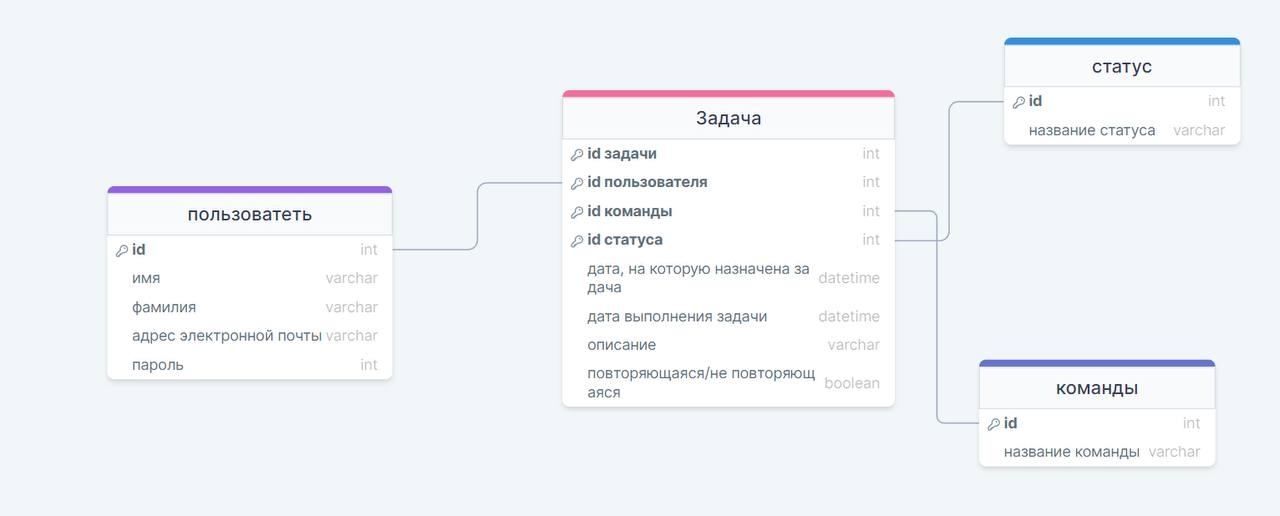 пользоватеть
id int
имя varchar
фамилия varchar
адрес электронной почты varchar
пароль int
Задача
id задачи int
id пользователя int
id команды int
id статуса int
дата, на которую назначена за
дача datetime
дата выполнения задачи datetime
описание varchar
повторяющаяся/не повторяющ
аяся boolean
статус
id int
название статуса varchar
команды
id int
название команды varchar